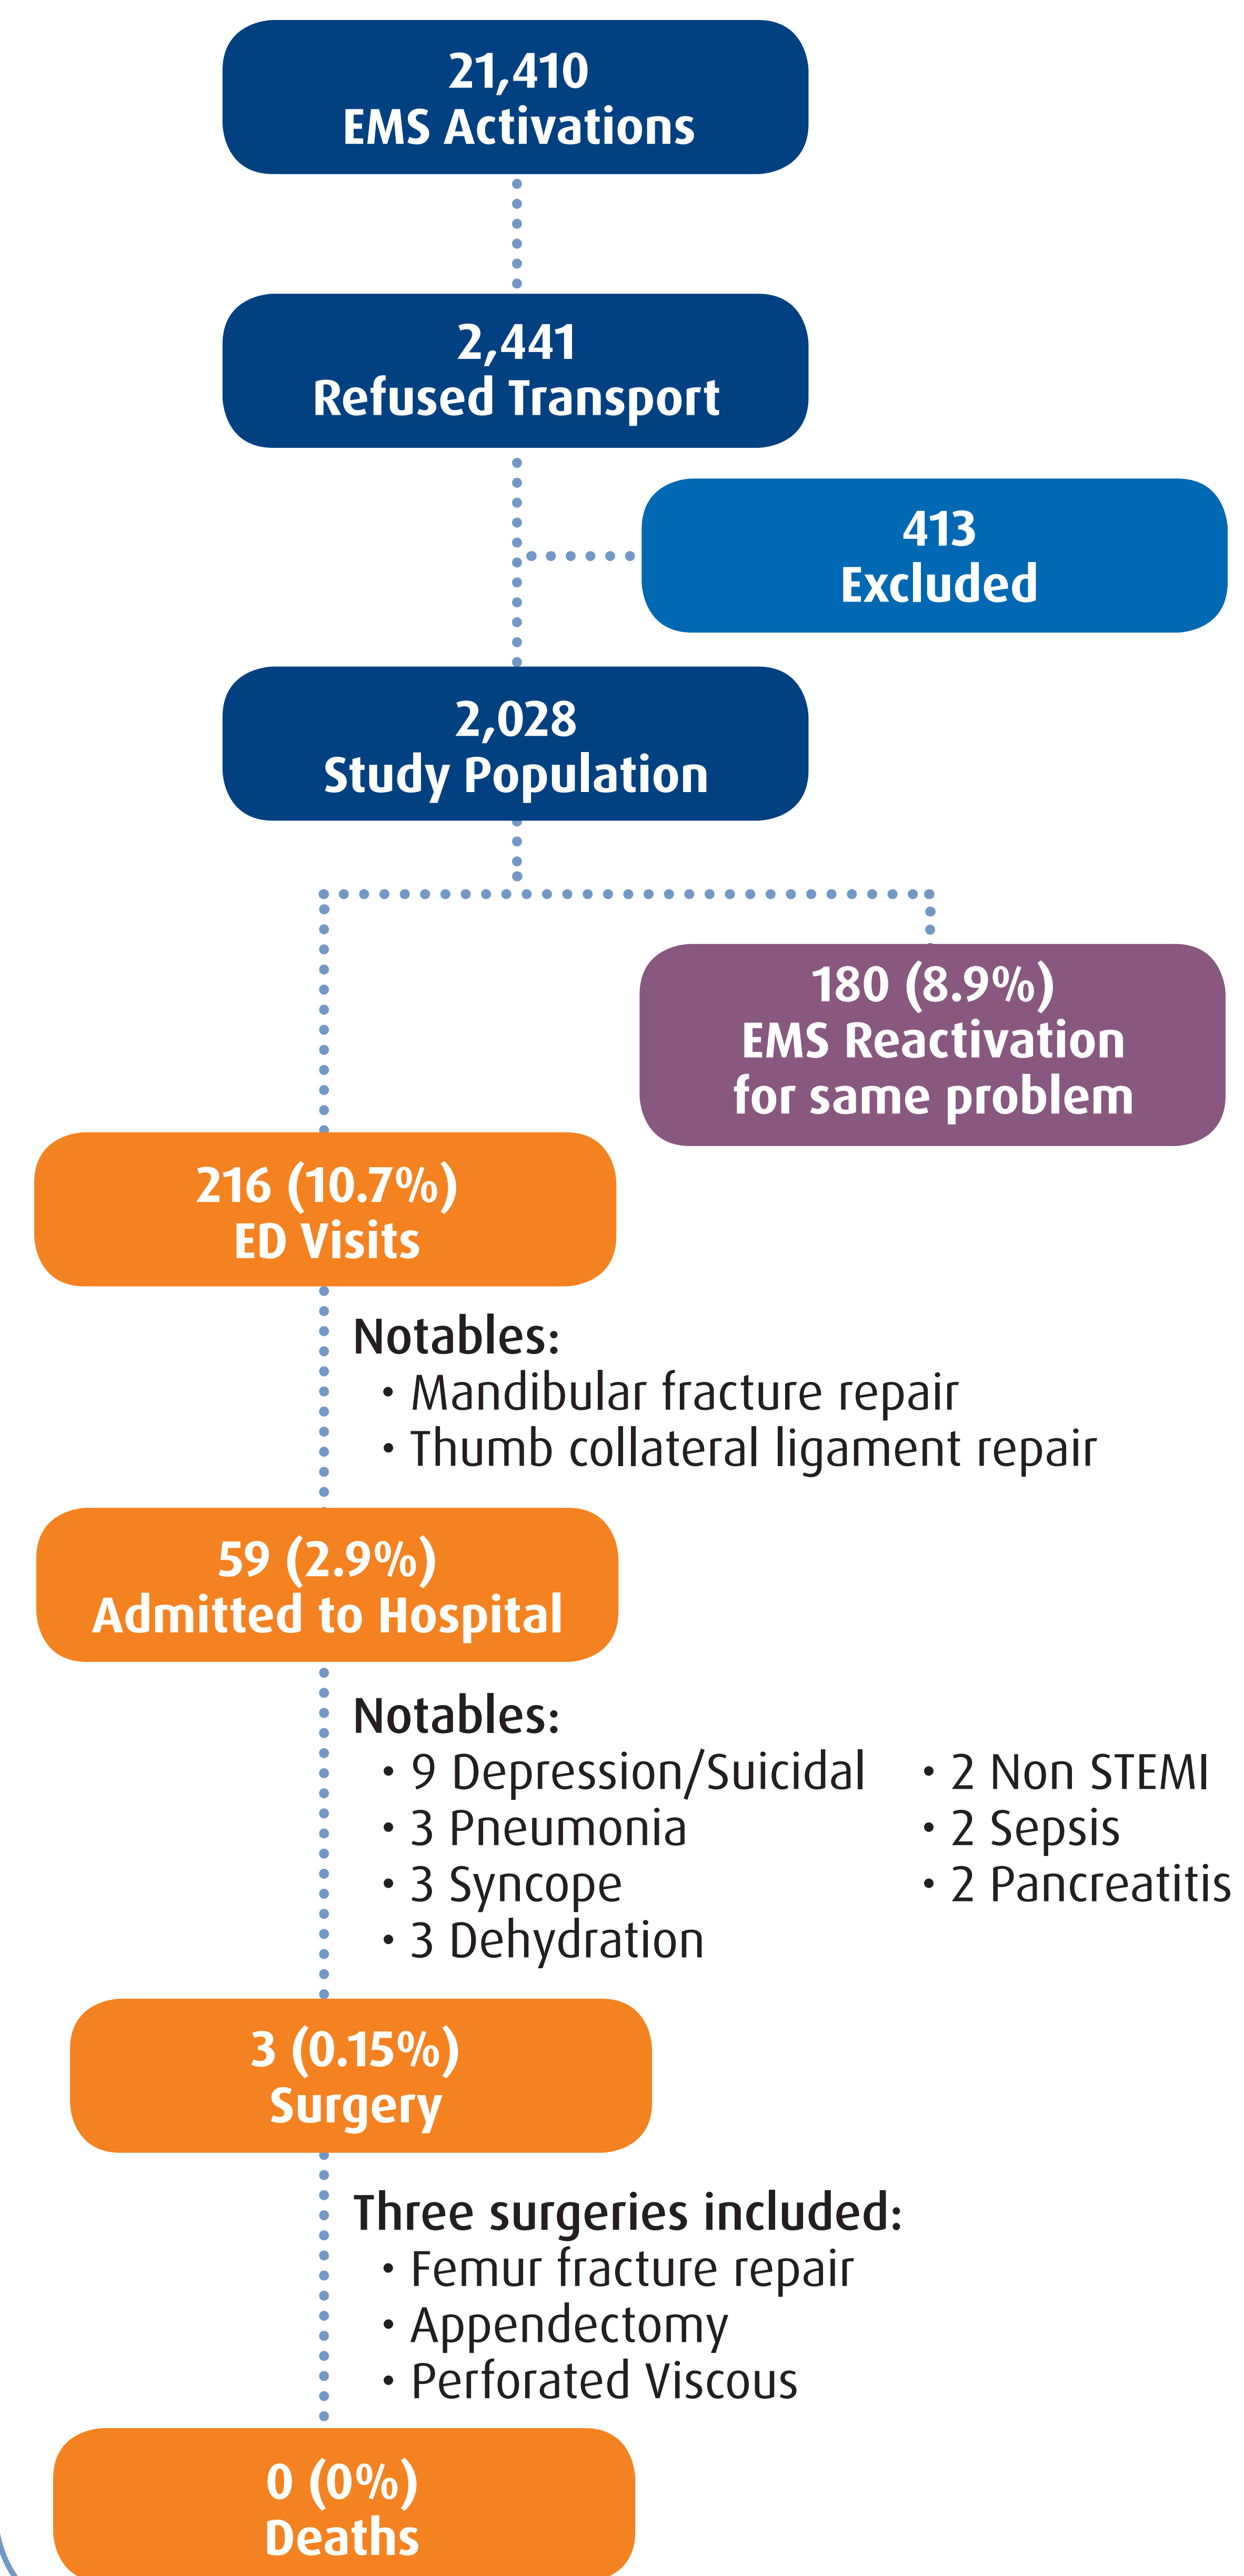 21,410
EMS Activations
2,441
Refused Transport
413
Excluded
2,028
Study Population
180 (8.9%)
EMS Reactivation
for same problem
216 (10.7%)
ED Visits
Notables:
• Mandibular fracture repair
• Thumb collateral ligament repair
59 (2.9%)
Admitted to Hospital
Notables:
• 9 Depression/Suicidal
• 3 Pneumonia
• 3 Syncope
• 3 Dehydration
• 2 Non STEMI
• 2 Sepsis
• 2 Pancreatitis
3 (0.15%)
Surgery
Three surgeries included:
• Femur fracture repair
• Appendectomy
• Perforated Viscous
0 (0%)
Deaths